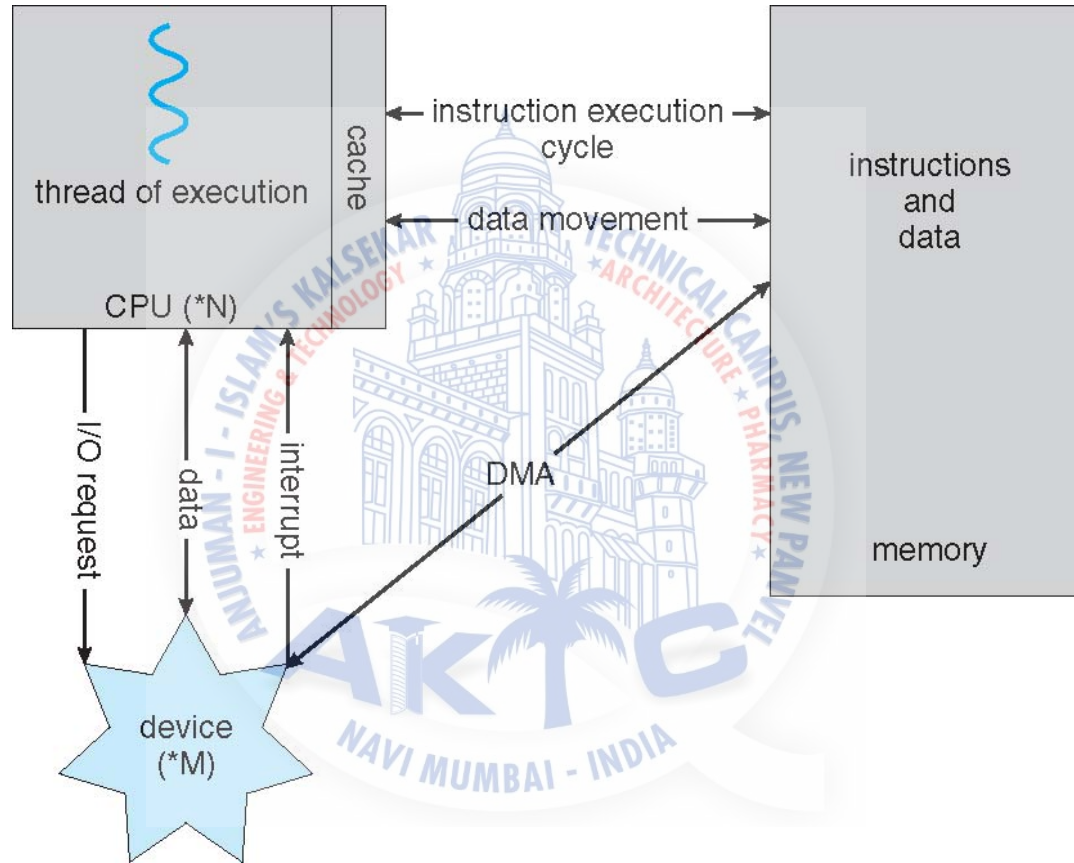 thread of execution
cache
CPU (*N)
instruction execution
cycle
data movement
instructions
and
data
memory
I/O request
data
interrupt
DMA
device
(*M)
ANJUMAN - I - ISLAM'S KALSEKAR TECHNICAL CAMPUS, NEW PANVEL
★ ENGINEERING & TECHNOLOGY ★ ★ ARCHITECTURE ★ PHARMACY ★
AKTC
NAVI MUMBAI - INDIA